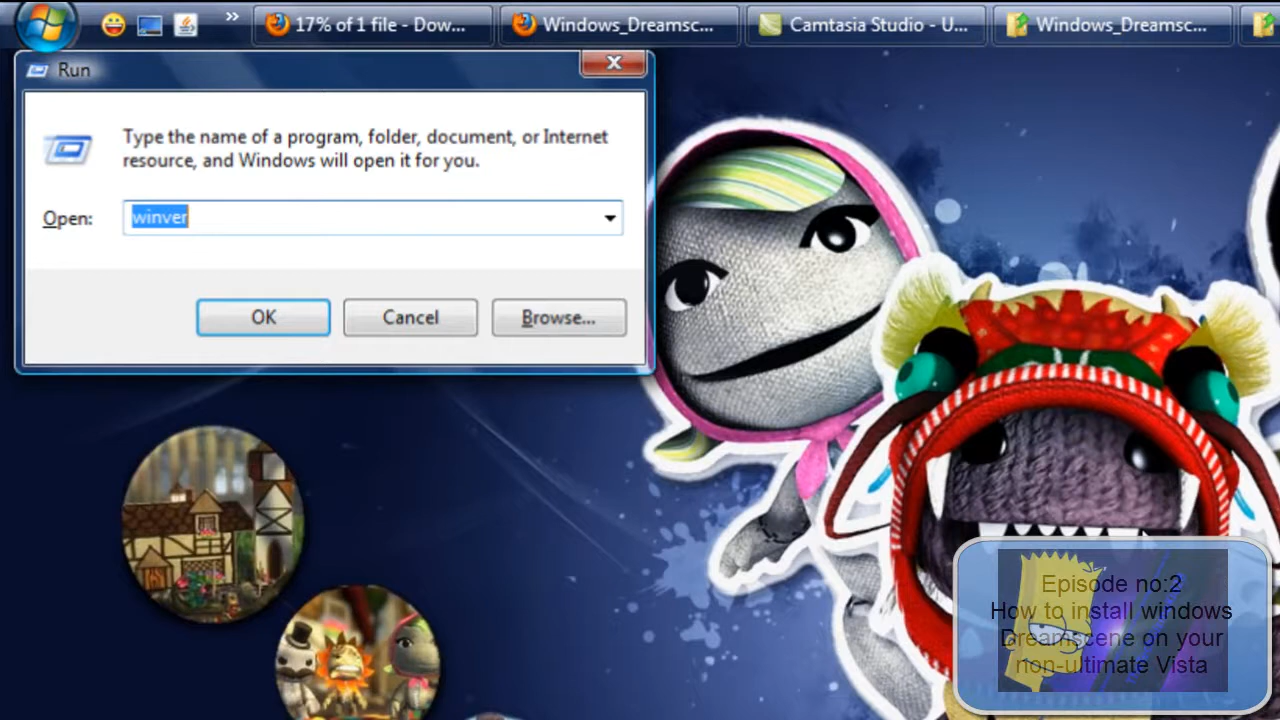 17% of 1 file - Dow...
Windows_Dreamsc...
Camtasia Studio - U...
Windows_Dreamsc...
Run
Type the name of a program, folder, document, or Internet
resource, and Windows will open it for you.
Open:
winver
OK
Cancel
Browse...
Episode no:2
How to install windows
Dreamscene on your
non-ultimate Vista